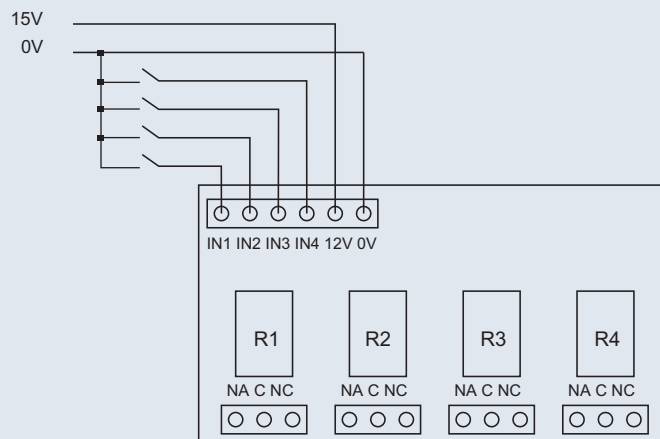 15V
0V
IN1 IN2 IN3 IN4 12V 0V
R1 R2 R3 R4
NA C NC NA C NC NA C NC NA C NC